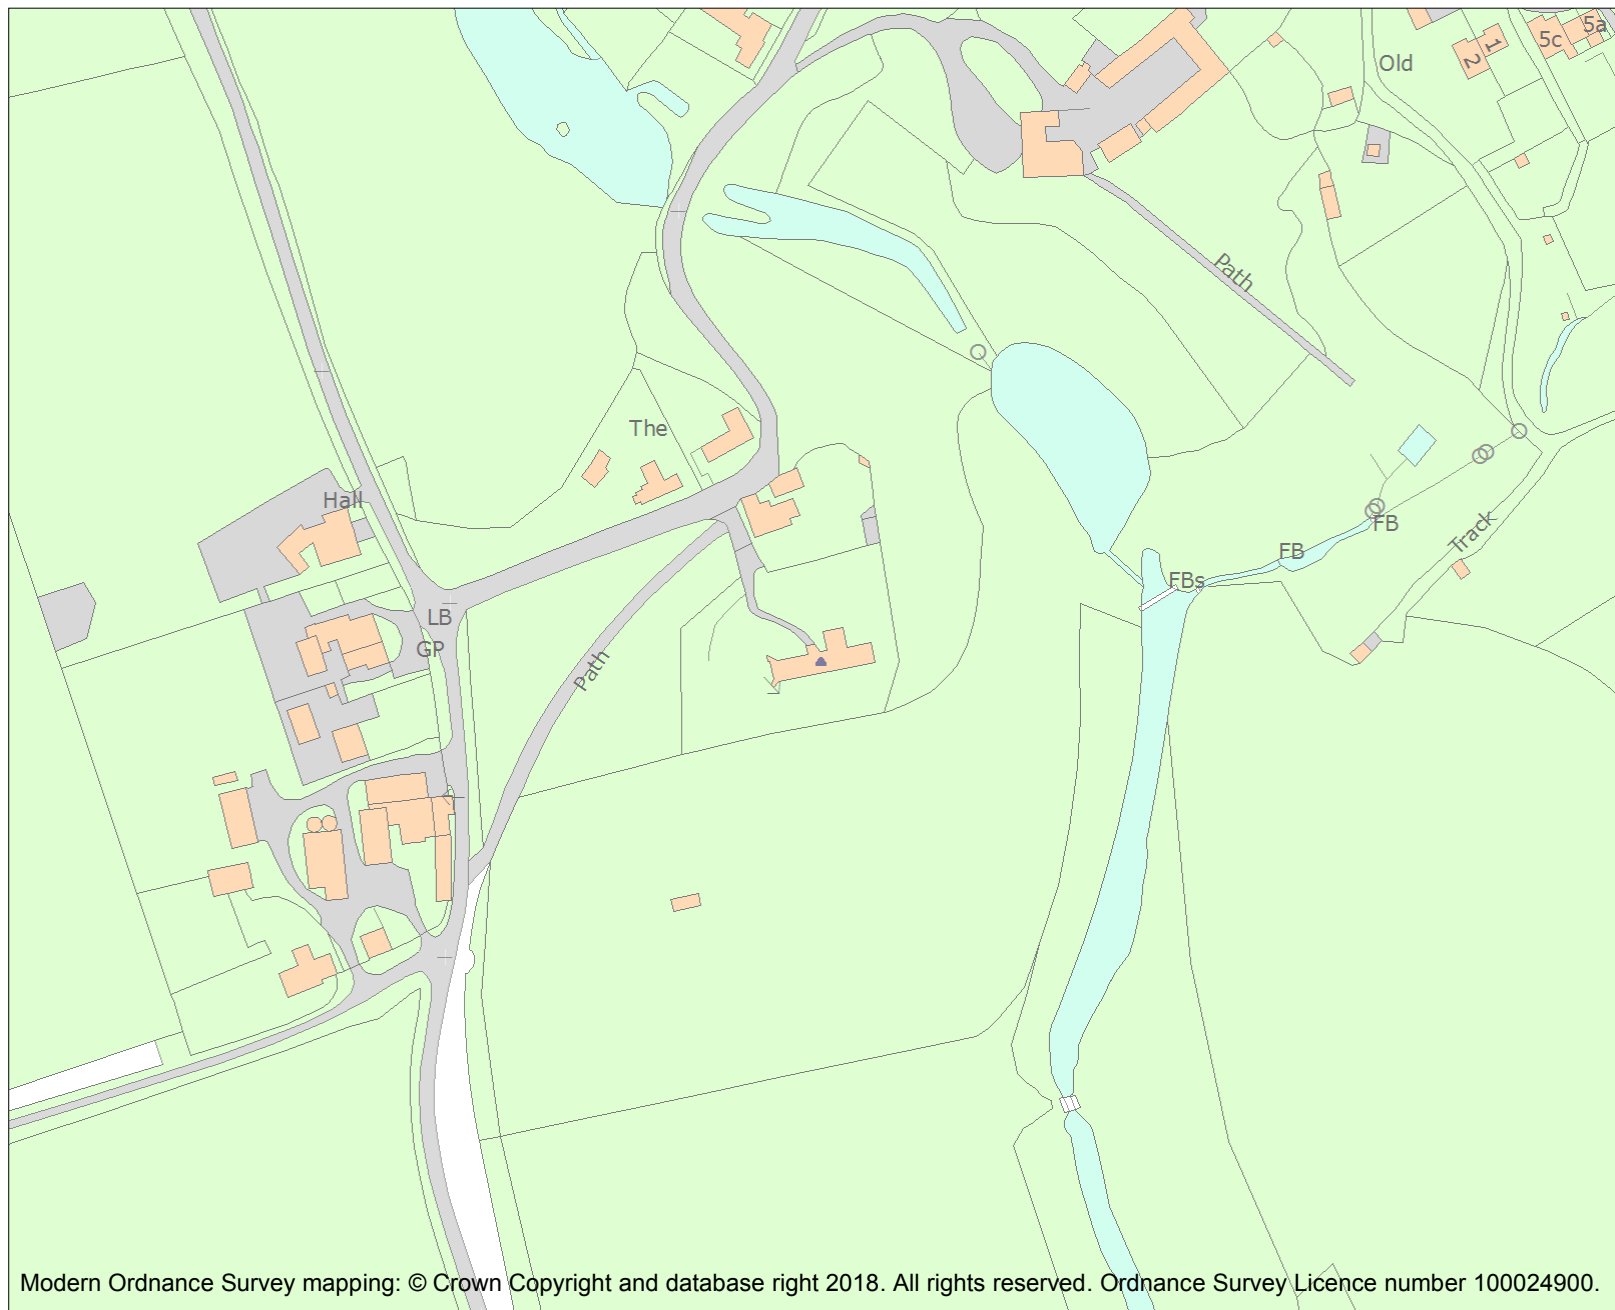 5a
5c
1
2
Old
Path
The
Hall
FB
Track
FB
FBs
LB
GP
Path
Modern Ordnance Survey mapping: © Crown Copyright and database right 2018. All rights reserved. Ordnance Survey Licence number 100024900.